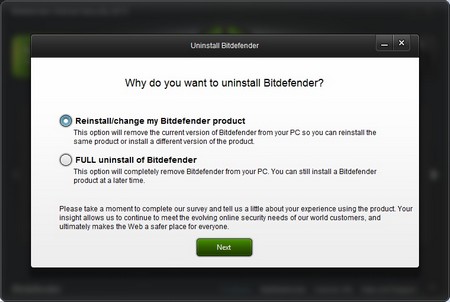 Uninstall Bitdefender
Why do you want to uninstall Bitdefender?
Reinstall/change my Bitdefender product
This option will remove the current version of Bitdefender from your PC so you can reinstall the
same product or install a different version of the product.
FULL uninstall of Bitdefender
This option will completely remove Bitdefender from your PC. You can still install a Bitdefender
product at a later time.
Please take a moment to complete our survey and tell us a little about your experience using the product. Your
insight allows us to continue to meet the evolving online security needs of our world customers, and
ultimately makes the Web a safer place for everyone.
Next